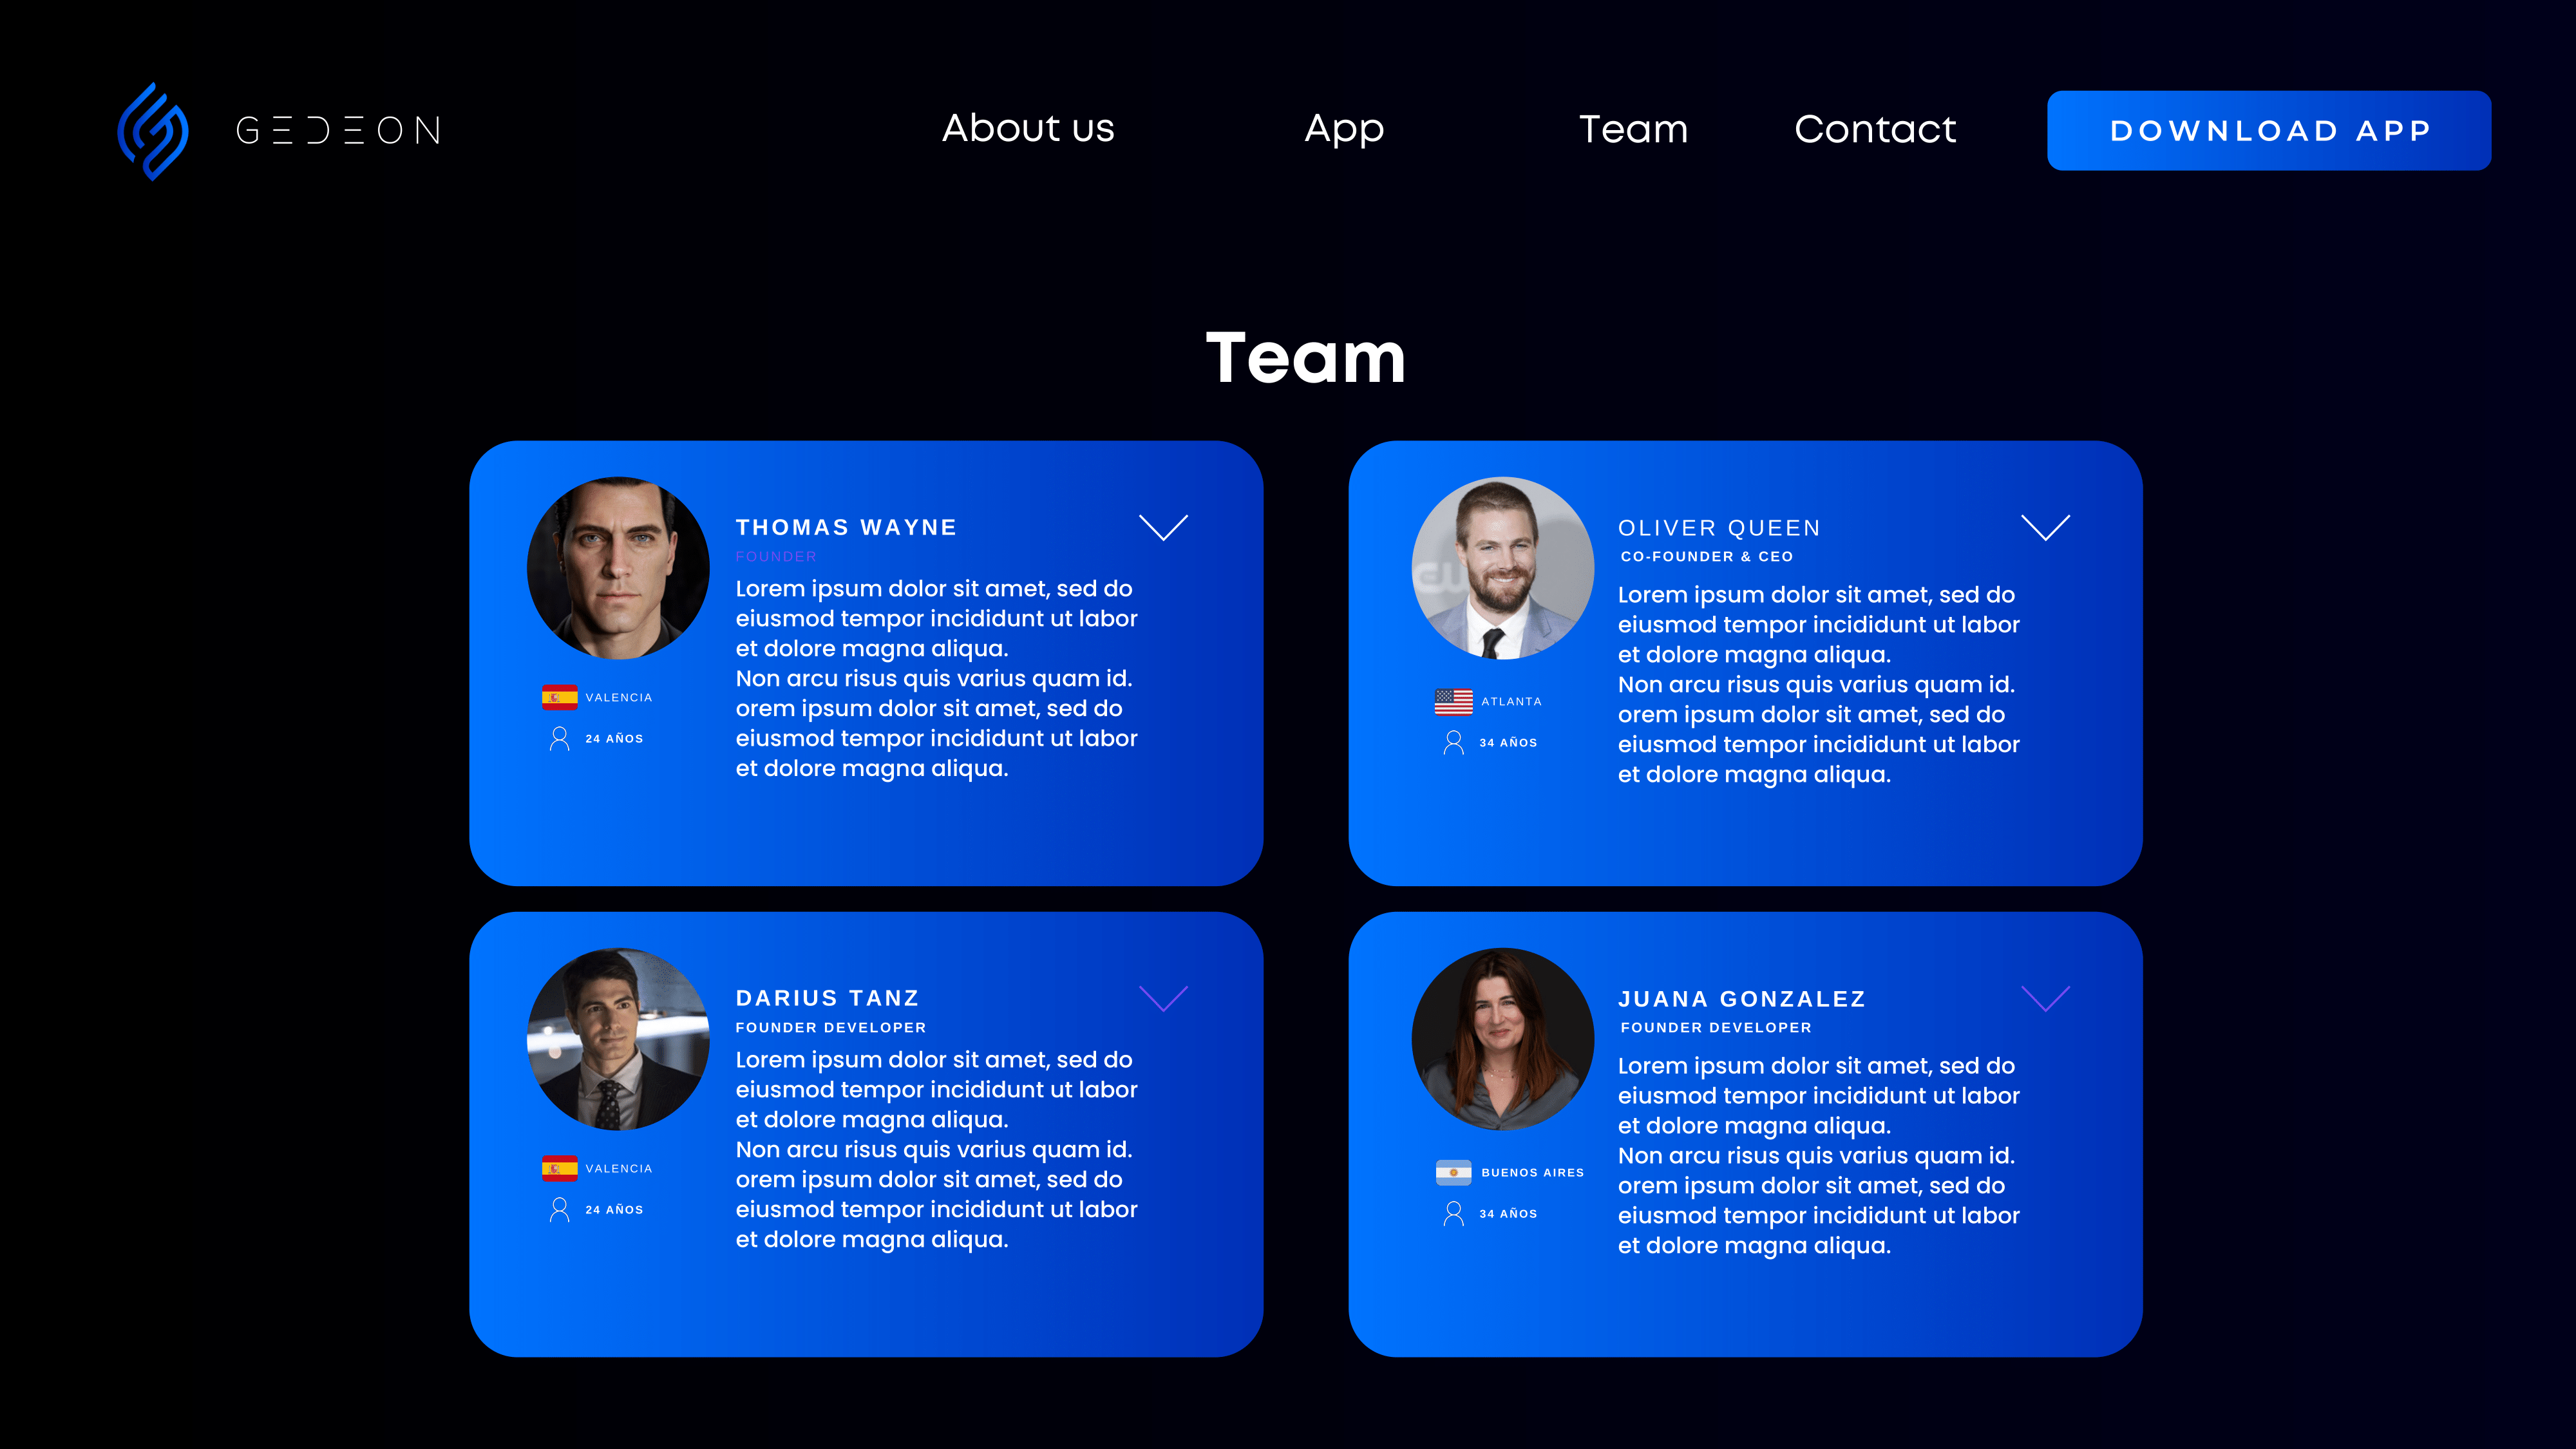 GEDEON
About us
App
Team
Contact
DOWNLOAD APP
Team
THOMAS WAYNE
FOUNDER
Lorem ipsum dolor sit amet, sed do
eiusmod tempor incididunt ut labor
et dolore magna aliqua.
Non arcu risus quis varius quam id.
orem ipsum dolor sit amet, sed do
eiusmod tempor incididunt ut labor
et dolore magna aliqua.
VALENCIA
24 AÑOS
OLIVER QUEEN
CO-FOUNDER & CEO
Lorem ipsum dolor sit amet, sed do
eiusmod tempor incididunt ut labor
et dolore magna aliqua.
Non arcu risus quis varius quam id.
orem ipsum dolor sit amet, sed do
eiusmod tempor incididunt ut labor
et dolore magna aliqua.
ATLANTA
34 AÑOS
DARIUS TANZ
FOUNDER DEVELOPER
Lorem ipsum dolor sit amet, sed do
eiusmod tempor incididunt ut labor
et dolore magna aliqua.
Non arcu risus quis varius quam id.
orem ipsum dolor sit amet, sed do
eiusmod tempor incididunt ut labor
et dolore magna aliqua.
VALENCIA
24 AÑOS
JUANA GONZALEZ
FOUNDER DEVELOPER
Lorem ipsum dolor sit amet, sed do
eiusmod tempor incididunt ut labor
et dolore magna aliqua.
Non arcu risus quis varius quam id.
orem ipsum dolor sit amet, sed do
eiusmod tempor incididunt ut labor
et dolore magna aliqua.
BUENOS AIRES
34 AÑOS